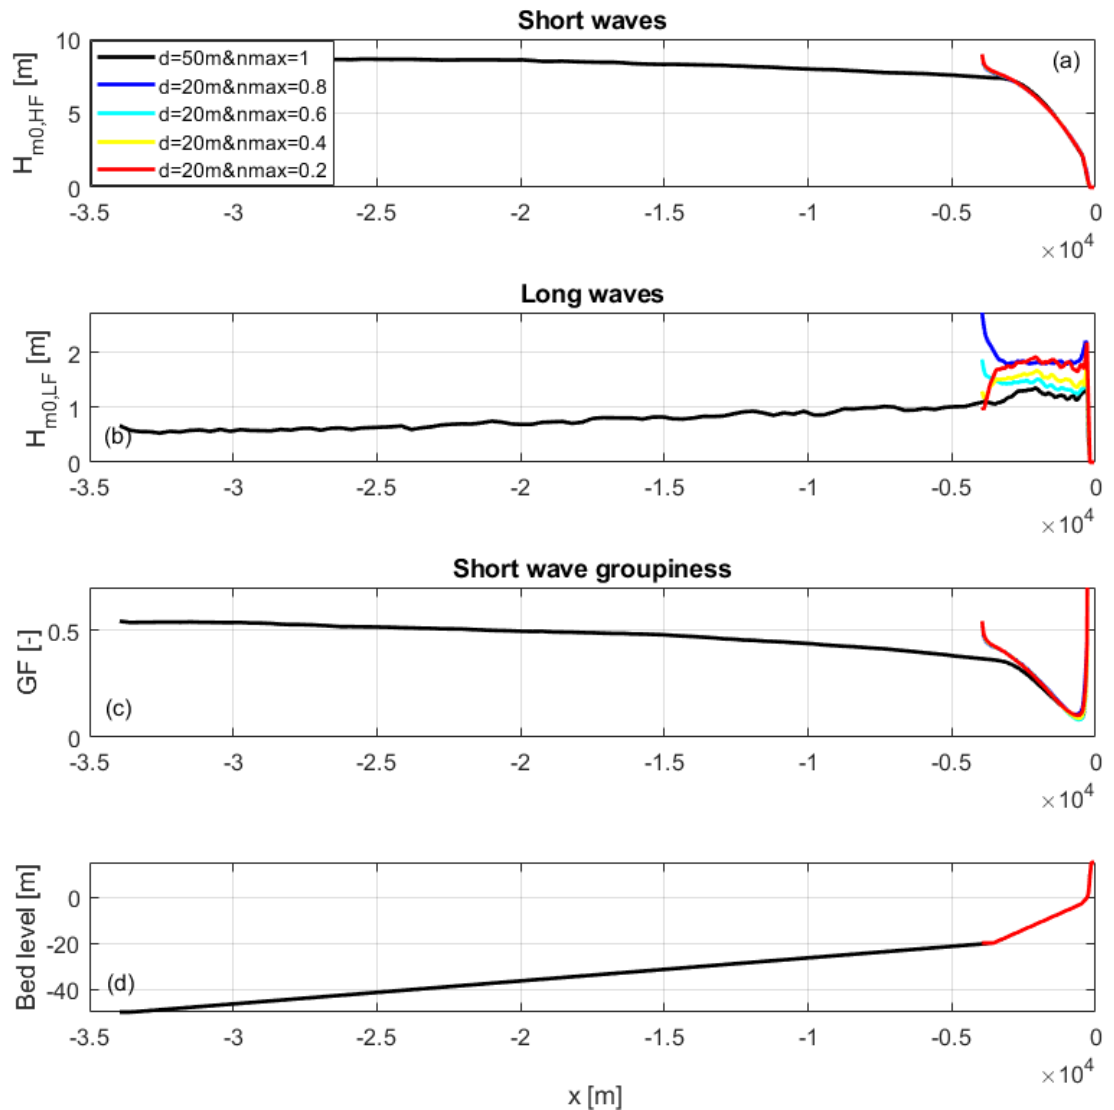 Short waves
H_m0,HF [m]
10
5
0
d=50m&nmax=1
d=20m&nmax=0.8
d=20m&nmax=0.6
d=20m&nmax=0.4
d=20m&nmax=0.2
(a)
-3.5 -3 -2.5 -2 -1.5 -1 -0.5 0
×10^4
Long waves
H_m0,LF [m]
2
1
0
(b)
-3.5 -3 -2.5 -2 -1.5 -1 -0.5 0
×10^4
Short wave groupiness
GF [-]
0.5
0
(c)
-3.5 -3 -2.5 -2 -1.5 -1 -0.5 0
×10^4
Bed level [m]
0
-20
-40
(d)
-3.5 -3 -2.5 -2 -1.5 -1 -0.5 0
×10^4
x [m]